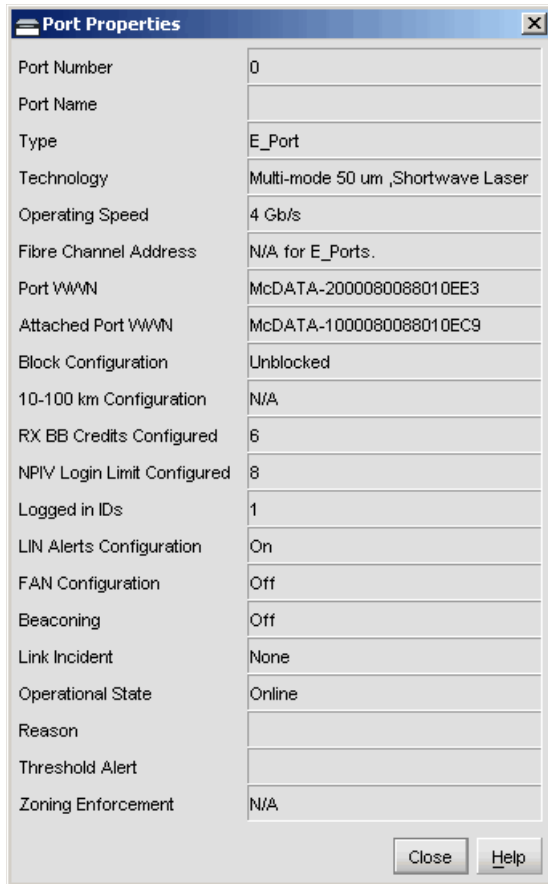 Port Properties
Port Number 0
Port Name
Type E_Port
Technology Multi-mode 50 um ,Shortwave Laser
Operating Speed 4 Gb/s
Fibre Channel Address N/A for E_Ports.
Port WWN McDATA-2000080088010EE3
Attached Port WWN McDATA-1000080088010EC9
Block Configuration Unblocked
10-100 km Configuration N/A
RX BB Credits Configured 6
NPIV Login Limit Configured 8
Logged in IDs 1
LIN Alerts Configuration On
FAN Configuration Off
Beaconing Off
Link Incident None
Operational State Online
Reason
Threshold Alert
Zoning Enforcement N/A
Close Help